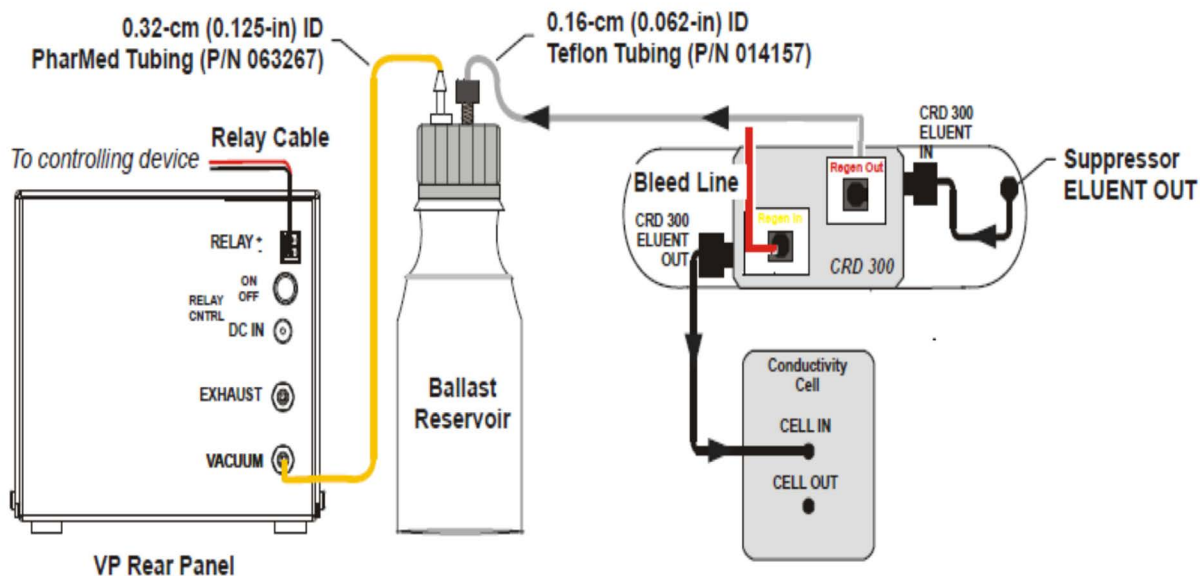 0.32-cm (0.125-in) ID
PharMed Tubing (P/N 063267)
0.16-cm (0.062-in) ID
Teflon Tubing (P/N 014157)
Relay Cable
To controlling device
RELAY + -
ON
OFF
RELAY
CNTRL
DC IN
EXHAUST
VACUUM
VP Rear Panel
Ballast
Reservoir
Bleed Line
CRD 300
ELUENT
OUT
Regen In
Regen Out
CRD 300
CRD 300
ELUENT
IN
Suppressor
ELUENT OUT
Conductivity
Cell
CELL IN
CELL OUT